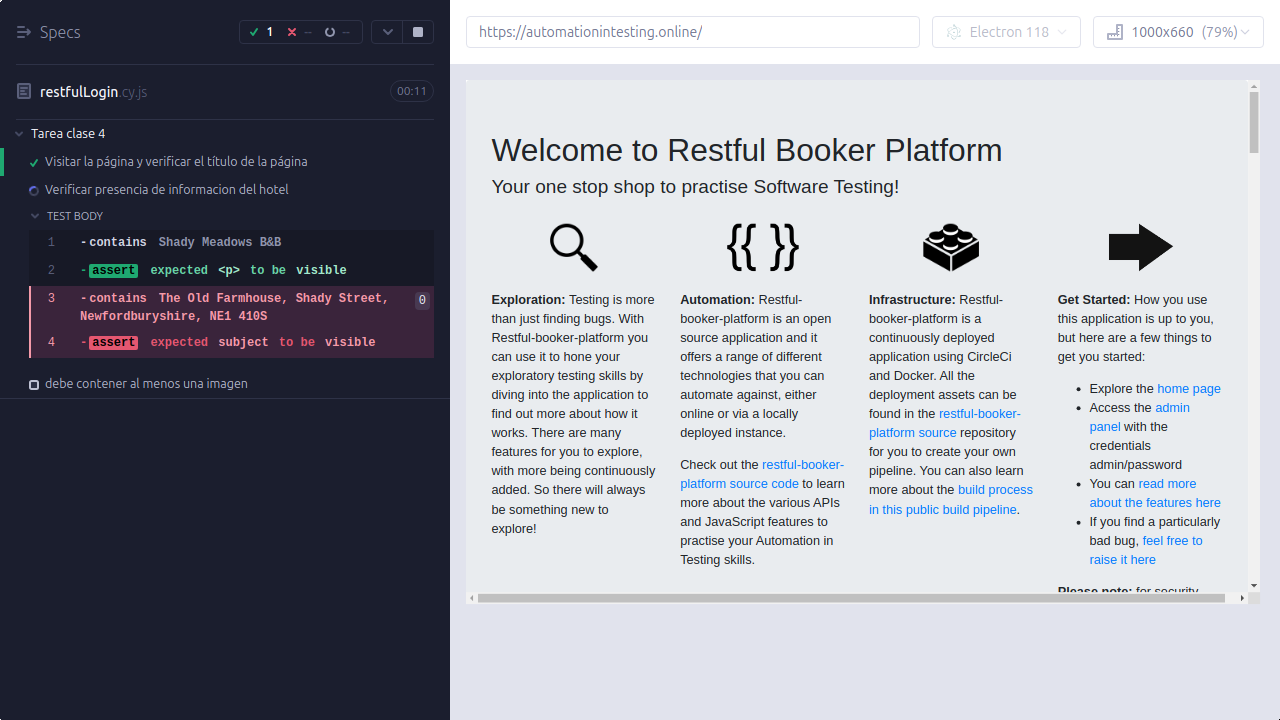 Specs
1
--
--
restfulLogin.cy.js
00:11
Tarea clase 4
Visitar la página y verificar el título de la página
Verificar presencia de informacion del hotel
TEST BODY
1 -contains Shady Meadows B&B
2 -assert expected <p> to be visible
3 -contains The Old Farmhouse, Shady Street,
Newfordburyshire, NE1 410S
0
4 -assert expected subject to be visible
debe contener al menos una imagen
https://automationintesting.online/
Electron 118
1000x660 (79%)
Welcome to Restful Booker Platform
Your one stop shop to practise Software Testing!
Exploration: Testing is more
than just finding bugs. With
Restful-booker-platform you
can use it to hone your
exploratory testing skills by
diving into the application to
find out more about how it
works. There are many
features for you to explore,
with more being continuously
added. So there will always
be something new to
explore!
Automation: Restful-
booker-platform is an open
source application and it
offers a range of different
technologies that you can
automate against, either
online or via a locally
deployed instance.
Check out the restful-booker-
platform source code to learn
more about the various APIs
and JavaScript features to
practise your Automation in
Testing skills.
Infrastructure: Restful-
booker-platform is a
continuously deployed
application using CircleCi
and Docker. All the
deployment assets can be
found in the restful-booker-
platform source repository
for you to create your own
pipeline. You can also learn
more about the build process
in this public build pipeline.
Get Started: How you use
this application is up to you,
but here are a few things to
get you started:
• Explore the home page
• Access the admin
panel with the
credentials
admin/password
• You can read more
about the features here
• If you find a particularly
bad bug, feel free to
raise it here
Please note: for security